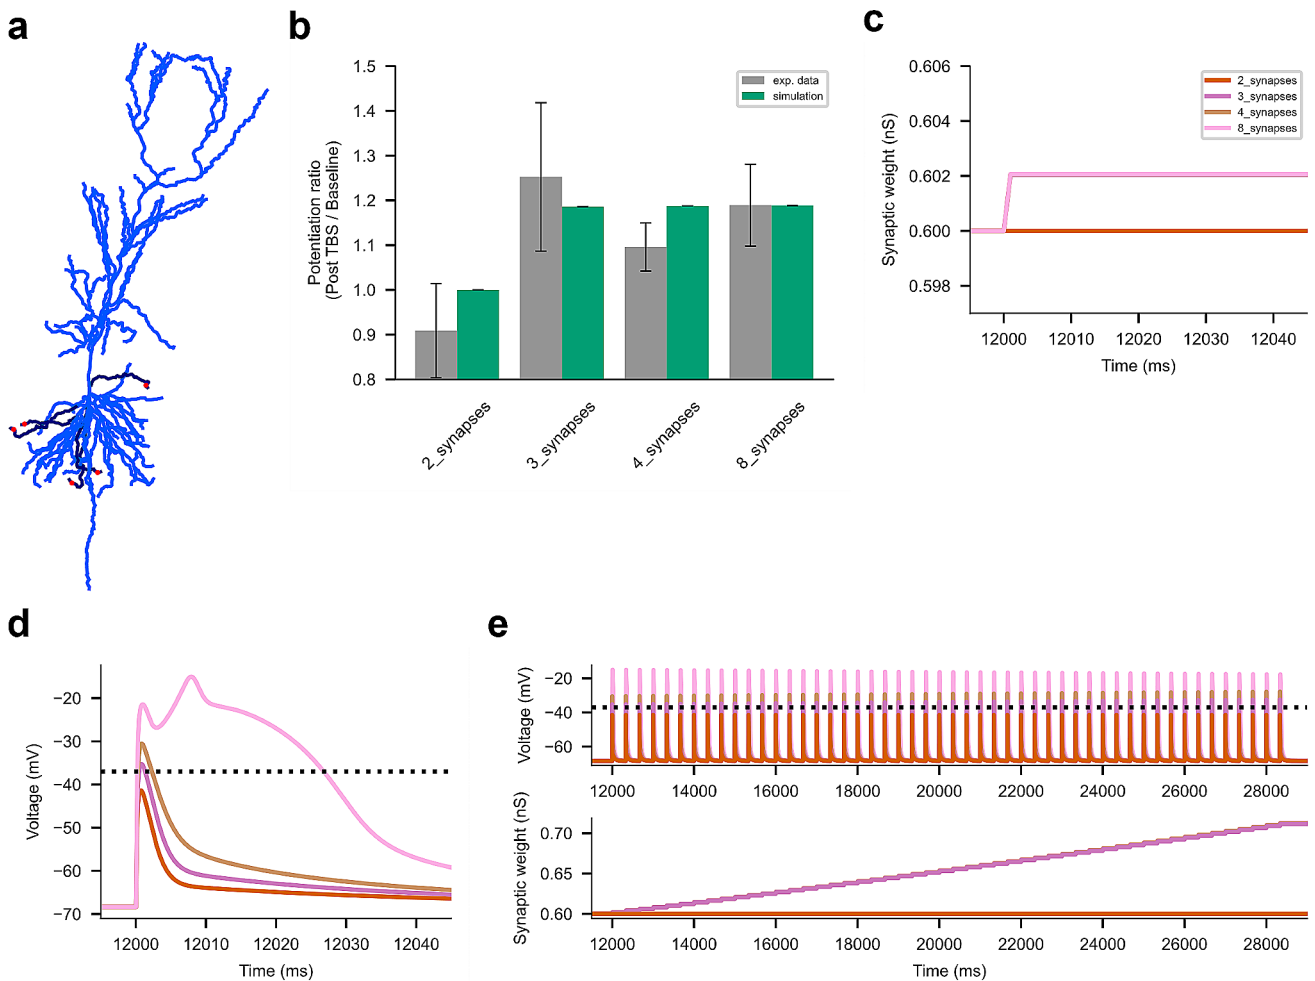 a
b
1.5
1.4
1.3
1.2
1.1
1.0
0.9
0.8
Potentiation ratio
(Post TBS / Baseline)
exp. data
simulation
2_synapses
3_synapses
4_synapses
8_synapses
c
0.606
0.604
0.602
0.600
0.598
Synaptic weight (nS)
2_synapses
3_synapses
4_synapses
8_synapses
12000 12010 12020 12030 12040
Time (ms)
d
−20
−30
−40
−50
−60
−70
Voltage (mV)
12000 12010 12020 12030 12040
Time (ms)
e
−20
−40
−60
Voltage (mV)
12000 14000 16000 18000 20000 22000 24000 26000 28000
0.70
0.65
0.60
Synaptic weight (nS)
12000 14000 16000 18000 20000 22000 24000 26000 28000
Time (ms)